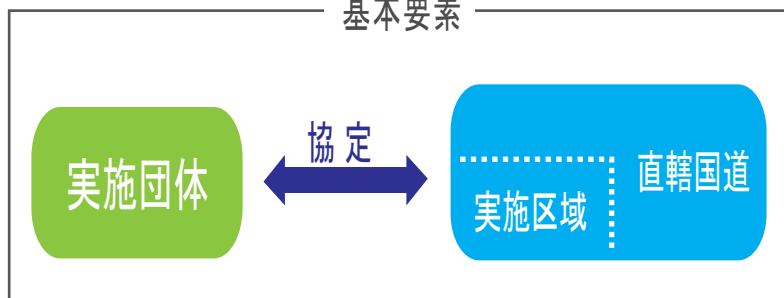 基本要素
協定
実施団体
直轄国道
実施区域